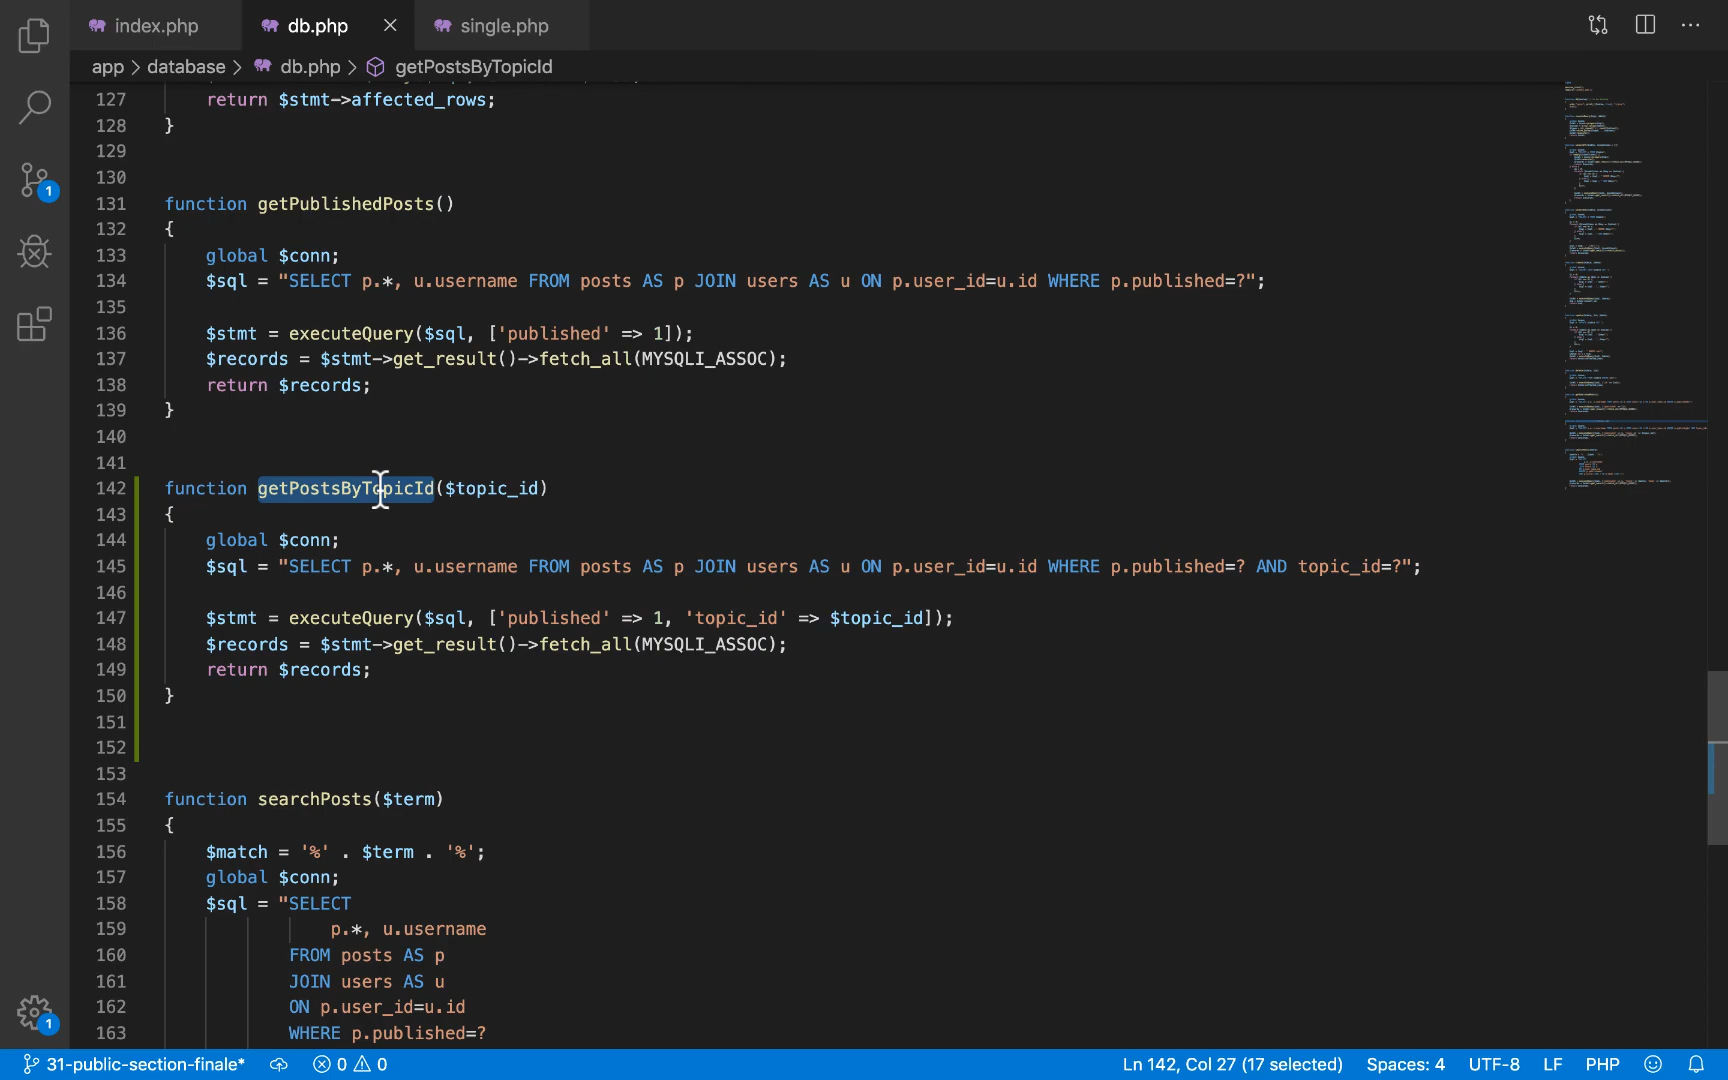 index.php
db.php
single.php
app > database > db.php > getPostsByTopicId
127 return $stmt->affected_rows;
128 }
129
130
131 function getPublishedPosts()
132 {
133 global $conn;
134 $sql = "SELECT p.*, u.username FROM posts AS p JOIN users AS u ON p.user_id=u.id WHERE p.published=?";
135
136 $stmt = executeQuery($sql, ['published' => 1]);
137 $records = $stmt->get_result()->fetch_all(MYSQLI_ASSOC);
138 return $records;
139 }
140
141
142 function getPostsByTopicId($topic_id)
143 {
144 global $conn;
145 $sql = "SELECT p.*, u.username FROM posts AS p JOIN users AS u ON p.user_id=u.id WHERE p.published=? AND topic_id=?";
146
147 $stmt = executeQuery($sql, ['published' => 1, 'topic_id' => $topic_id]);
148 $records = $stmt->get_result()->fetch_all(MYSQLI_ASSOC);
149 return $records;
150 }
151
152
153
154 function searchPosts($term)
155 {
156 $match = '%' . $term . '%';
157 global $conn;
158 $sql = "SELECT
159 p.*, u.username
160 FROM posts AS p
161 JOIN users AS u
162 ON p.user_id=u.id
163 WHERE p.published=?
1
1
31-public-section-finale* 0 0 Ln 142, Col 27 (17 selected) Spaces: 4 UTF-8 LF PHP